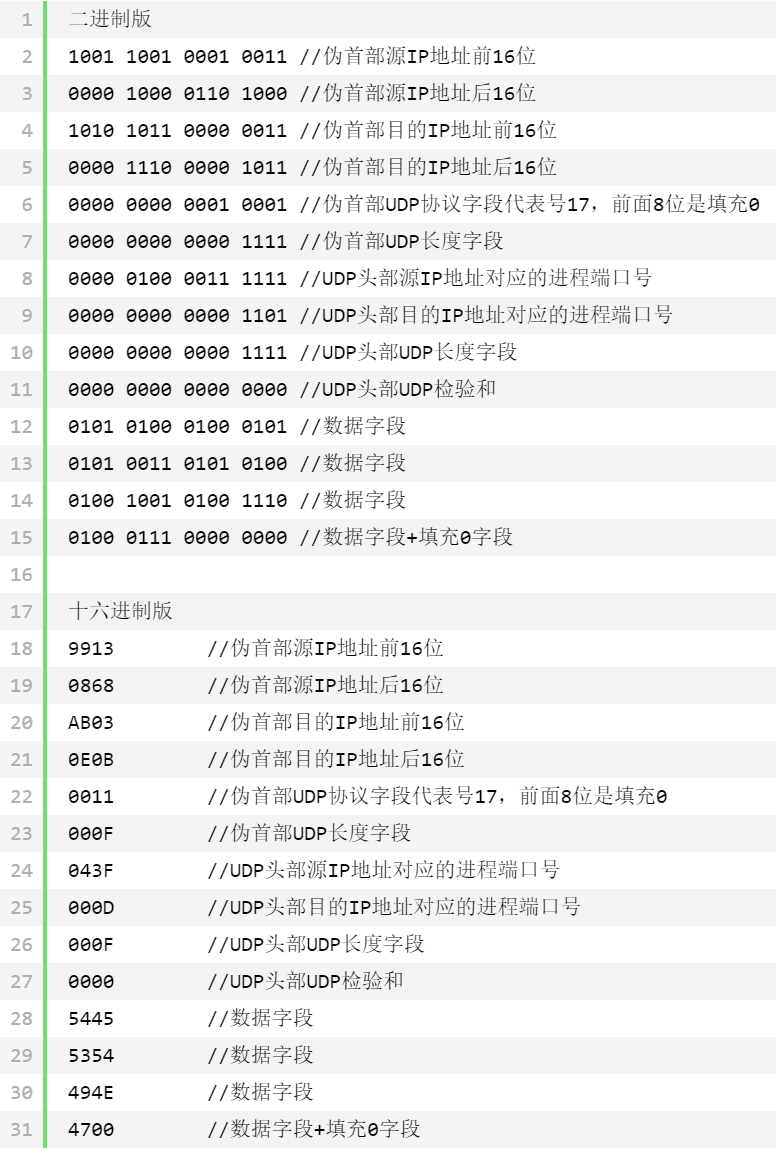 1 二进制版
2 1001 1001 0001 0011 //伪首部源IP地址前16位
3 0000 1000 0110 1000 //伪首部源IP地址后16位
4 1010 1011 0000 0011 //伪首部目的IP地址前16位
5 0000 1110 0000 1011 //伪首部目的IP地址后16位
6 0000 0000 0001 0001 //伪首部UDP协议字段代表号17，前面8位是填充0
7 0000 0000 0000 1111 //伪首部UDP长度字段
8 0000 0100 0011 1111 //UDP头部源IP地址对应的进程端口号
9 0000 0000 0000 1101 //UDP头部目的IP地址对应的进程端口号
10 0000 0000 0000 1111 //UDP头部UDP长度字段
11 0000 0000 0000 0000 //UDP头部UDP检验和
12 0101 0100 0100 0101 //数据字段
13 0101 0011 0101 0100 //数据字段
14 0100 1001 0100 1110 //数据字段
15 0100 0111 0000 0000 //数据字段+填充0字段
16
17 十六进制版
18 9913 //伪首部源IP地址前16位
19 0868 //伪首部源IP地址后16位
20 AB03 //伪首部目的IP地址前16位
21 0E0B //伪首部目的IP地址后16位
22 0011 //伪首部UDP协议字段代表号17，前面8位是填充0
23 000F //伪首部UDP长度字段
24 043F //UDP头部源IP地址对应的进程端口号
25 000D //UDP头部目的IP地址对应的进程端口号
26 000F //UDP头部UDP长度字段
27 0000 //UDP头部UDP检验和
28 5445 //数据字段
29 5354 //数据字段
30 494E //数据字段
31 4700 //数据字段+填充0字段